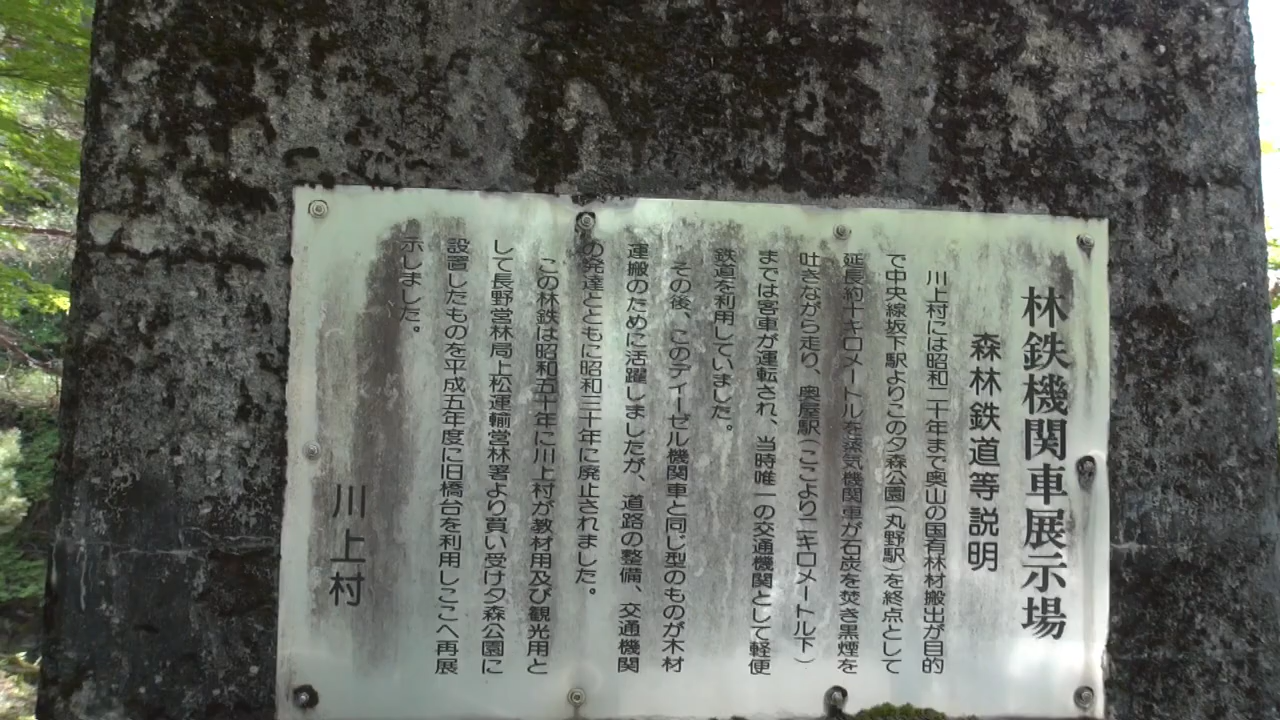 林鉄機関車展示場
森林鉄道等説明
川上村には昭和二十年まで奥山の国有林材搬出が目的
で中央線坂下駅よりこの夕森公園(丸野駅)を終点として
延長約十キロメートルを蒸気機関車が石炭を焚き黒煙を
吐きながら走り、奥屋駅(ここより二キロメートル下)
までは客車が運転され、当時唯一の交通機関として軽便
鉄道を利用していました。
その後、このディーゼル機関車と同じ型のものが木材
運搬のために活躍しましたが、道路の整備、交通機関
の発達とともに昭和三十年に廃止されました。
この林鉄は昭和五十年に川上村が教材用及び観光用と
して長野営林局上松運輸営林署より買い受け夕森公園に
設置したものを平成五年度に旧橋台を利用しここへ再展
示しました。
川上村